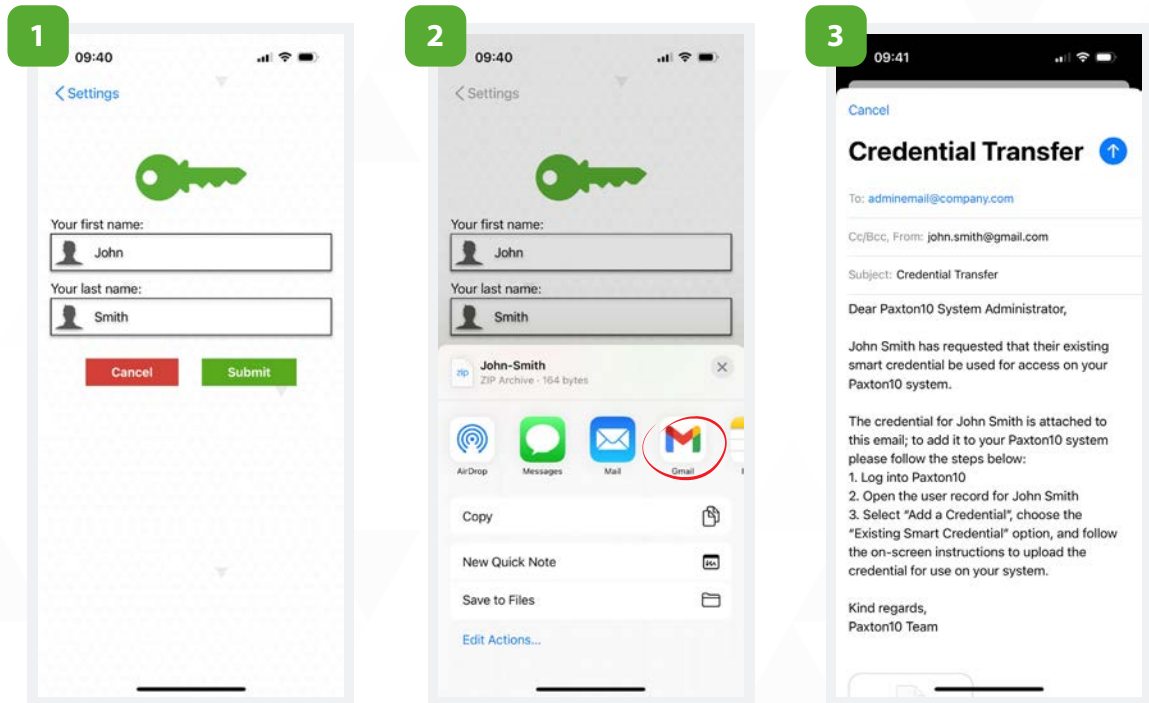 1
09:40
Settings
Your first name:
John
Your last name:
Smith
Cancel
Submit
2
09:40
Settings
Your first name:
John
Your last name:
Smith
zip
John-Smith
ZIP Archive · 164 bytes
AirDrop
Messages
Mail
Gmail
Copy
New Quick Note
Save to Files
Edit Actions...
3
09:41
Cancel
Credential Transfer
To: adminemail@company.com
Cc/Bcc, From: john.smith@gmail.com
Subject: Credential Transfer
Dear Paxton10 System Administrator,
John Smith has requested that their existing
smart credential be used for access on your
Paxton10 system.
The credential for John Smith is attached to
this email; to add it to your Paxton10 system
please follow the steps below:
1. Log into Paxton10
2. Open the user record for John Smith
3. Select "Add a Credential", choose the
"Existing Smart Credential" option, and follow
the on-screen instructions to upload the
credential for use on your system.
Kind regards,
Paxton10 Team